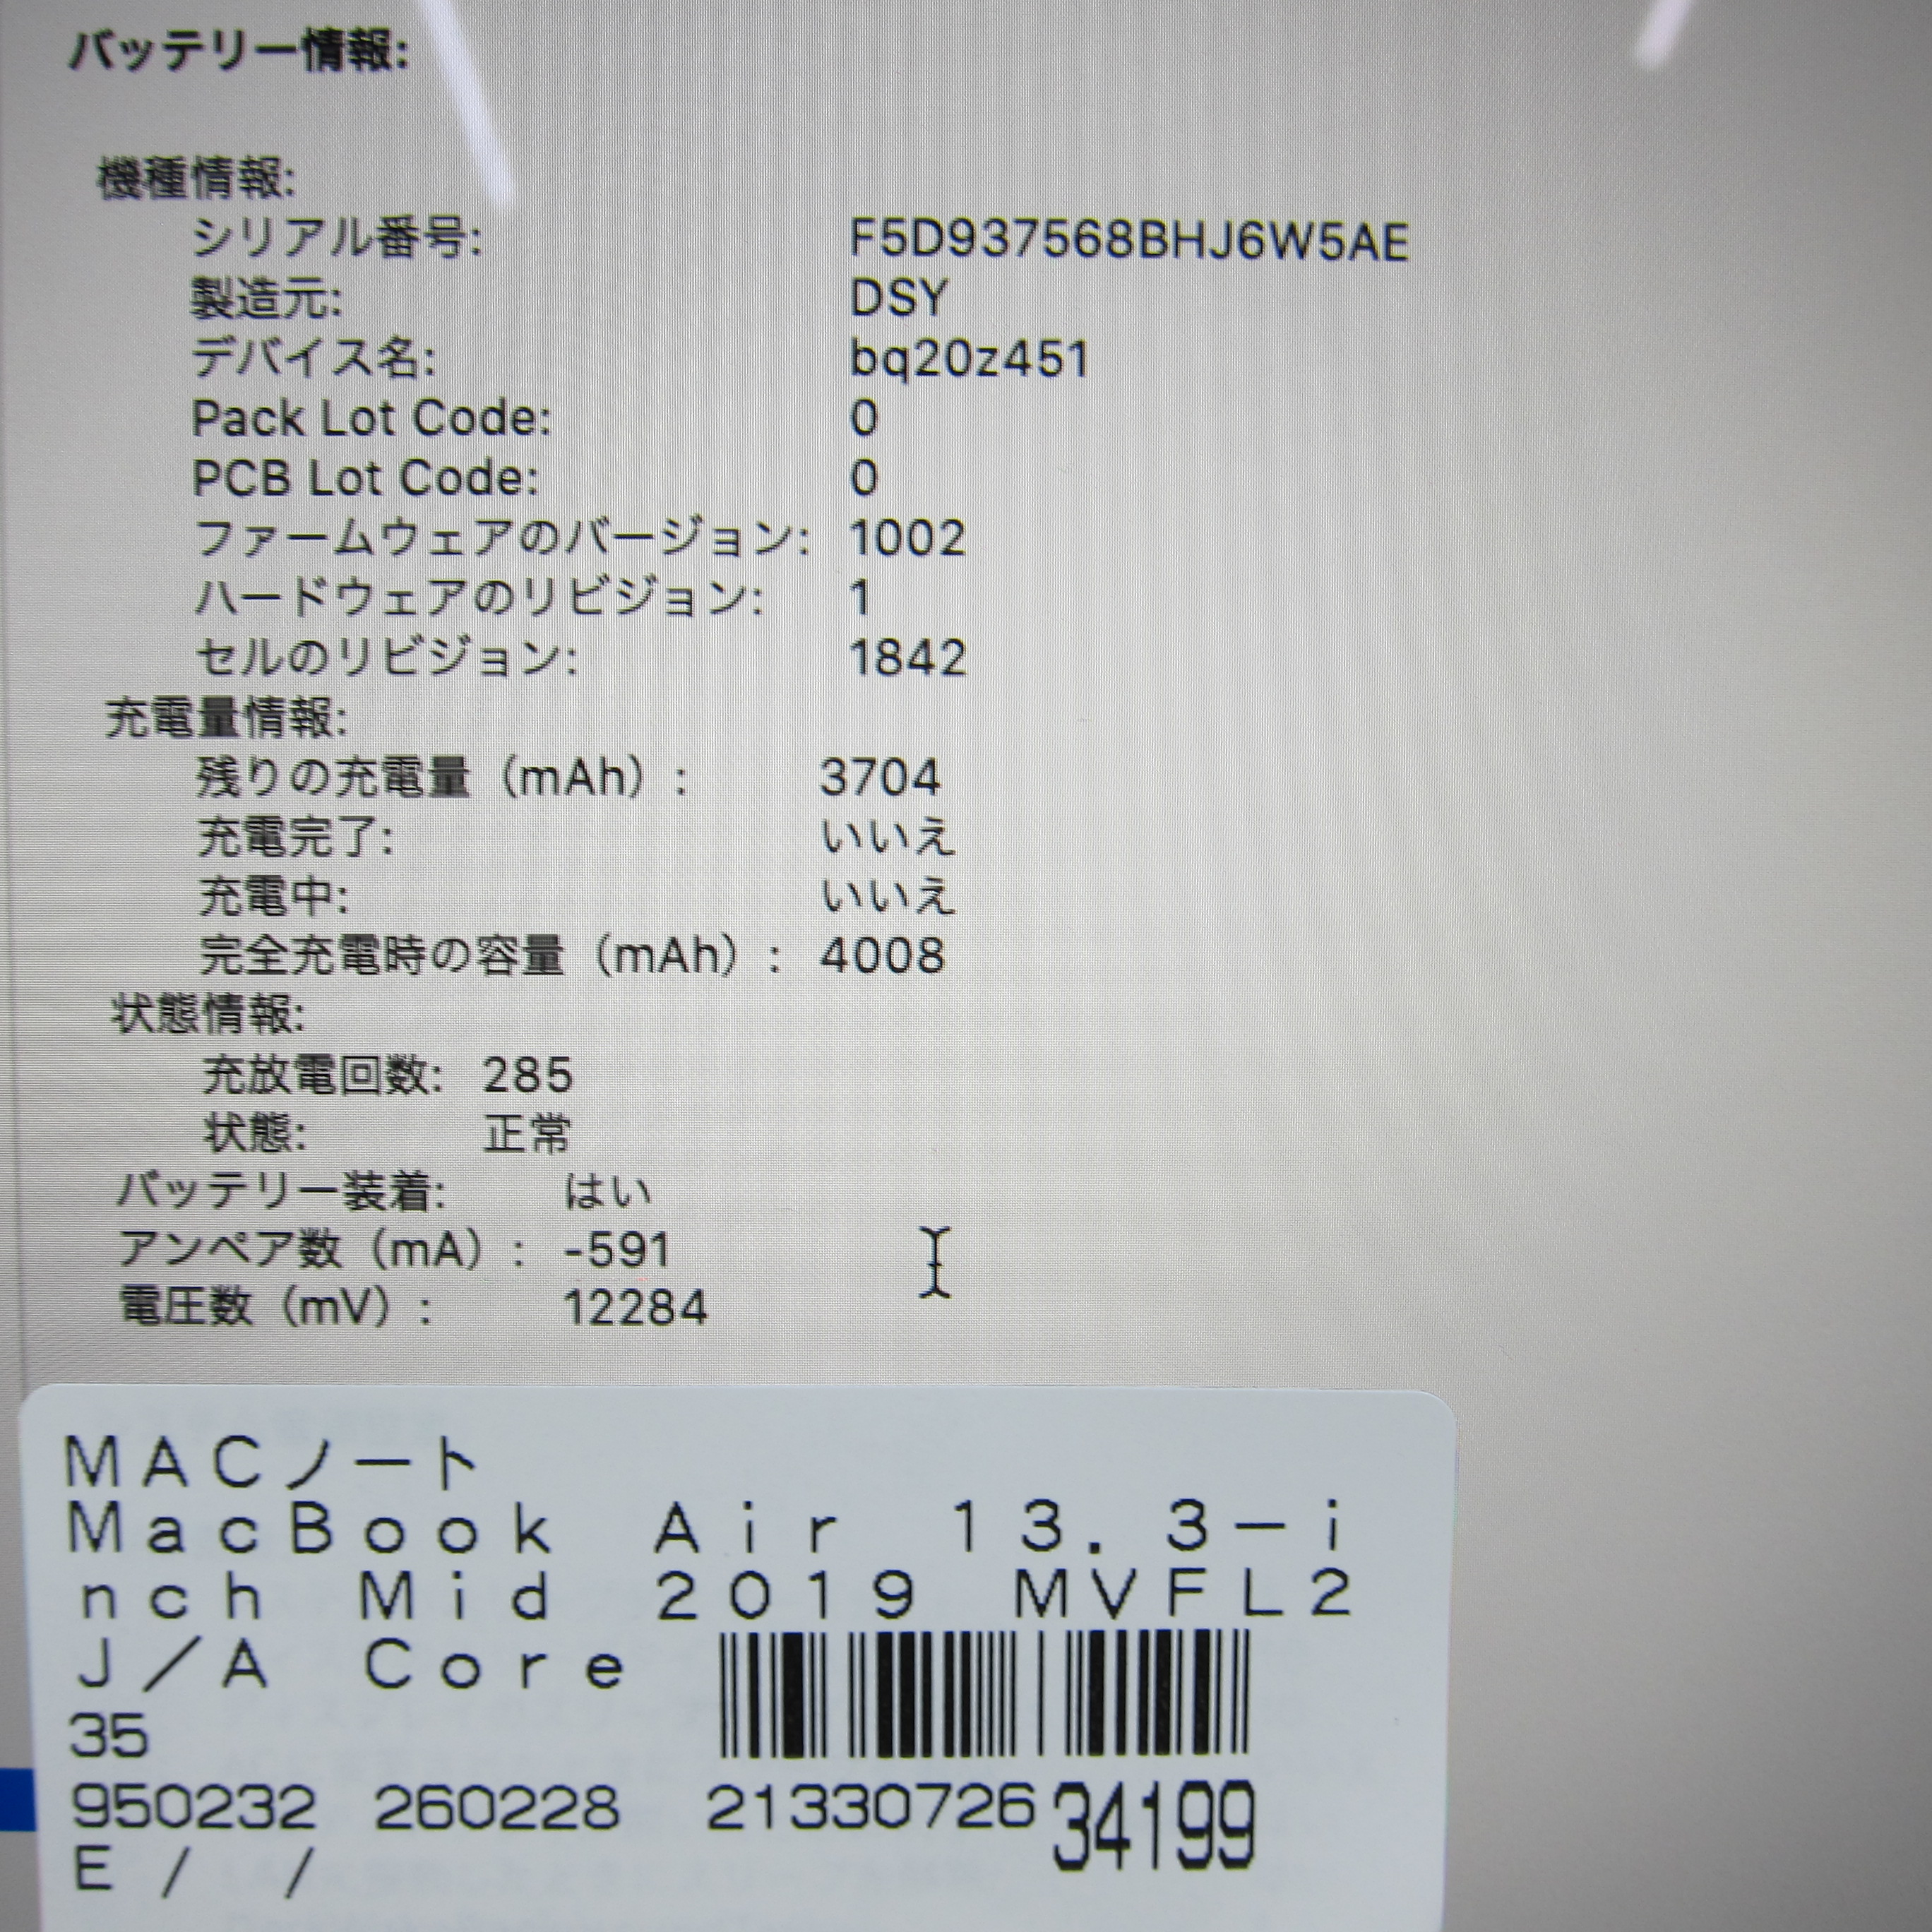 バッテリー情報:
機種情報:
シリアル番号: F5D937568BHJ6W5AE
製造元: DSY
デバイス名: bq20z451
Pack Lot Code: 0
PCB Lot Code: 0
ファームウェアのバージョン: 1002
ハードウェアのリビジョン: 1
セルのリビジョン: 1842
充電量情報:
残りの充電量（mAh）: 3704
充電完了: いいえ
充電中: いいえ
完全充電時の容量（mAh）: 4008
状態情報:
充放電回数: 285
状態: 正常
バッテリー装着: はい
アンペア数（mA）: -591
電圧数（mV）: 12284
MACノート
MacBook Air 13.3-i
nch Mid 2019 MVFL2
J/A Core
35
950232 260228 21330726 34199
E / /